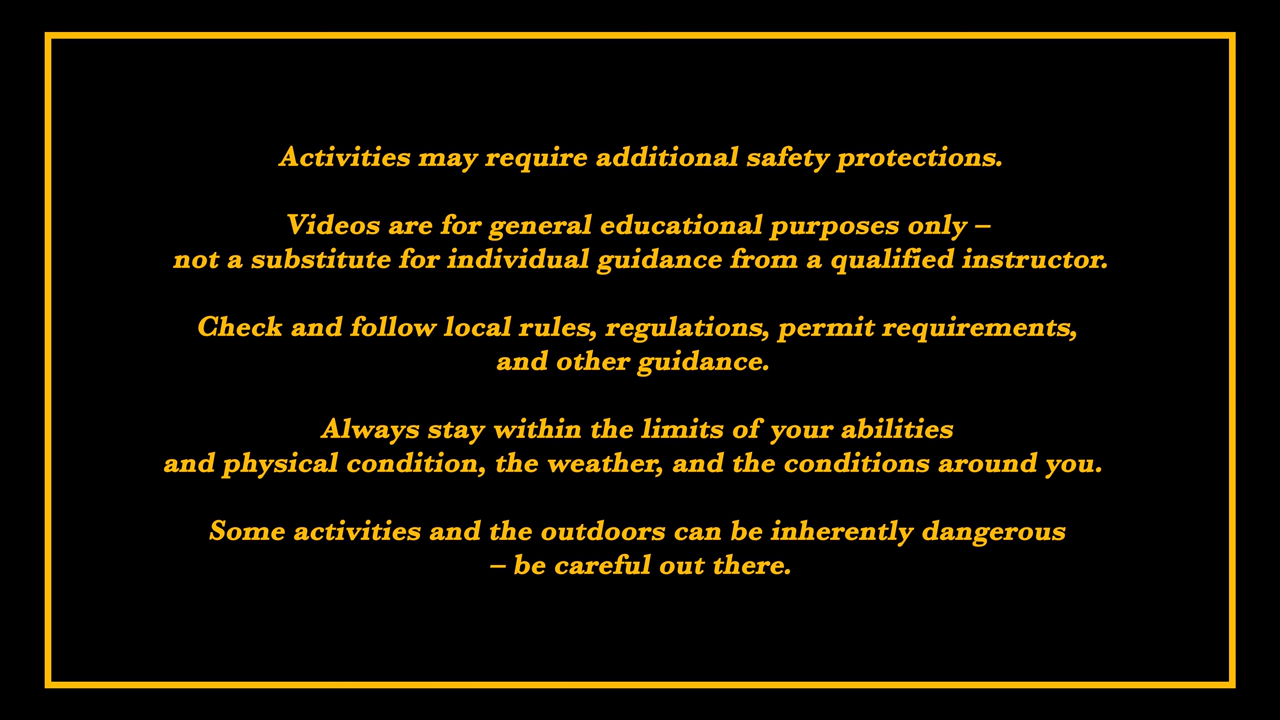 Activities may require additional safety protections.
Videos are for general educational purposes only –
not a substitute for individual guidance from a qualified instructor.
Check and follow local rules, regulations, permit requirements,
and other guidance.
Always stay within the limits of your abilities
and physical condition, the weather, and the conditions around you.
Some activities and the outdoors can be inherently dangerous
– be careful out there.